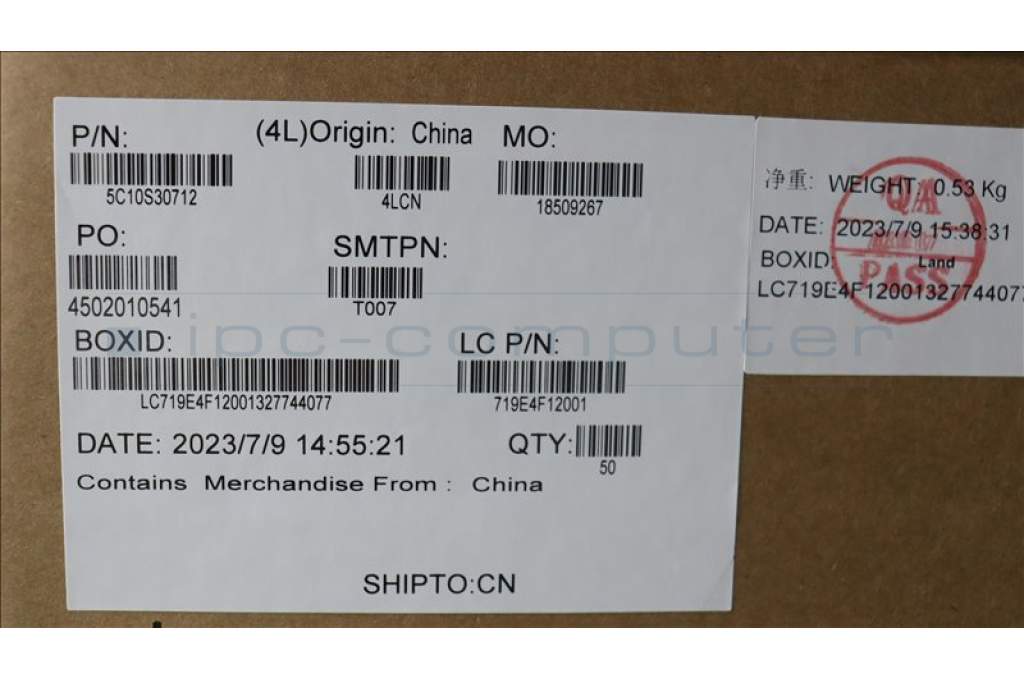 P/N: (4L)Origin: China MO:
5C10S30712 4LCN 18509267
PO: SMTPN:
4502010541 T007
BOXID: LC P/N:
LC719E4F12001327744077 719E4F12001
DATE: 2023/7/9 14:55:21 QTY:
50
Contains Merchandise From : China
SHIPTO:CN
净重: WEIGHT: 0.53 Kg
DATE: 2023/7/9 15:38:31
BOXID:
Land
LC719E4F12001327744077
QA
PASS
ipc-computer